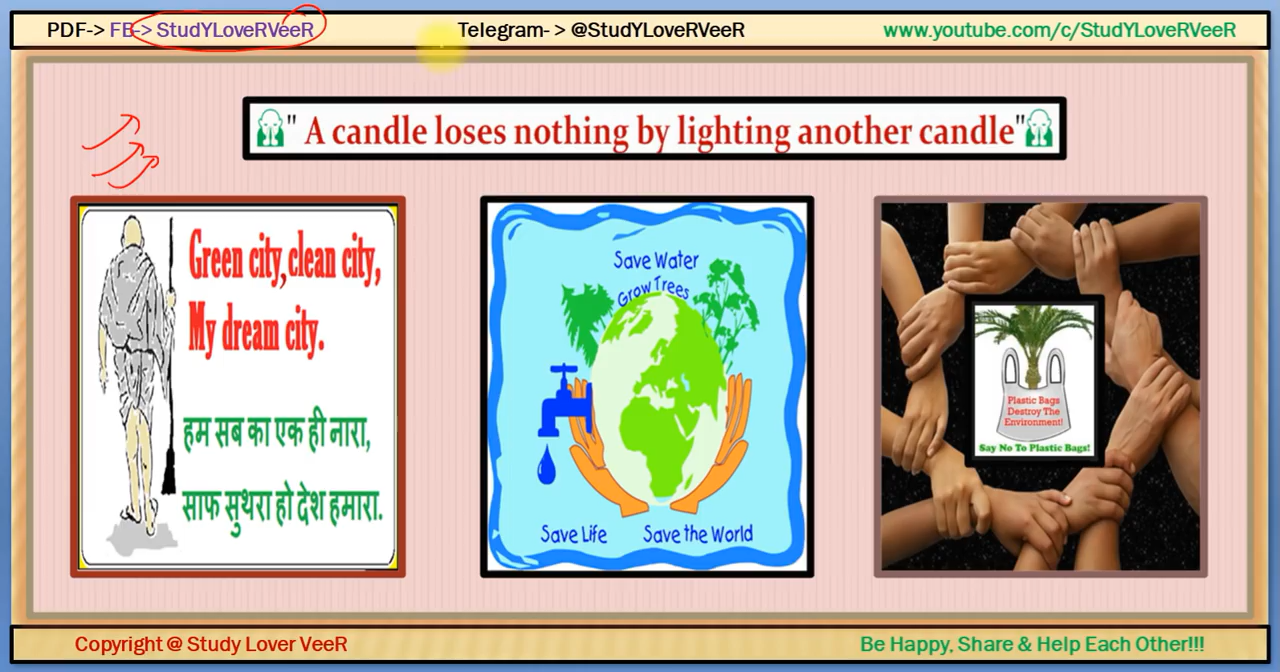 PDF-> FB-> StudYLoveRVeeR
Telegram- > @StudYLoveRVeeR
www.youtube.com/c/StudYLoveRVeeR
" A candle loses nothing by lighting another candle"
Green city,clean city,
My dream city.
हम सब का एक ही नारा,
साफ सुथरा हो देश हमारा.
Save Water
Grow Trees
Save Life
Save the World
Plastic Bags
Destroy The
Environment!
Say No To Plastic Bags!
Copyright @ Study Lover VeeR
Be Happy, Share & Help Each Other!!!